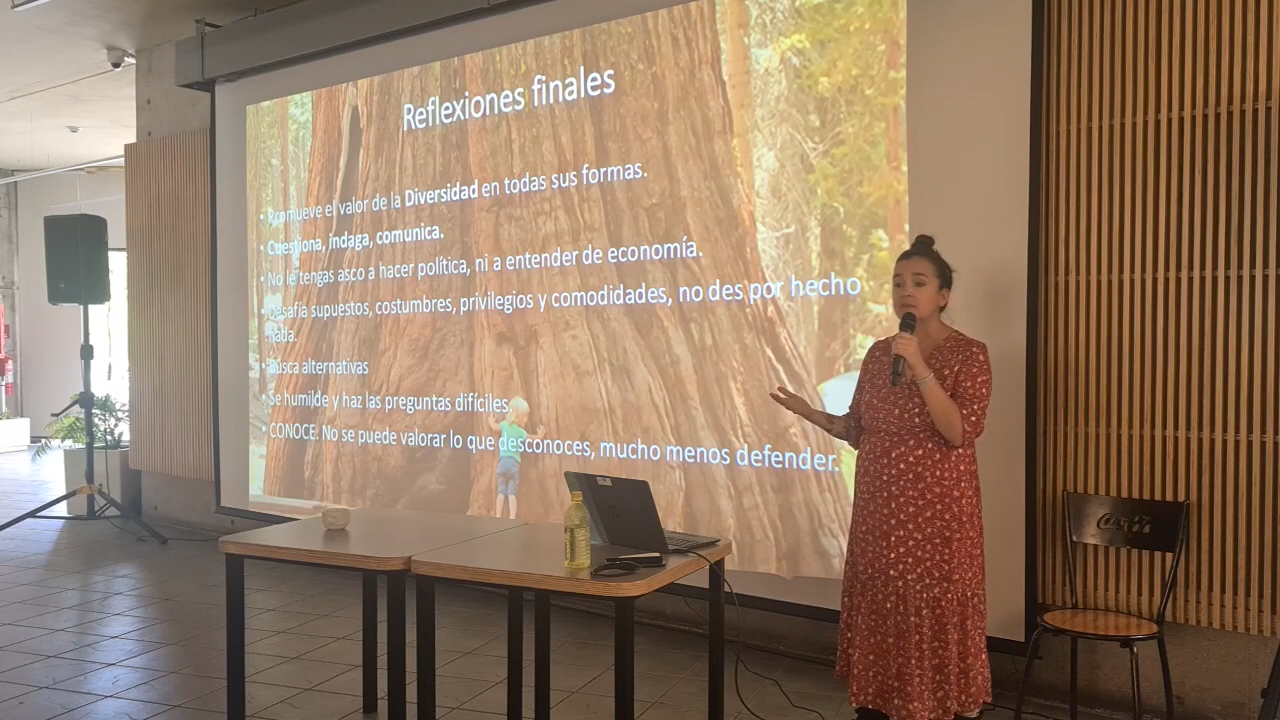 Reflexiones finales
• Promueve el valor de la Diversidad en todas sus formas.
• Cuestiona, indaga, comunica.
• No le tengas asco a hacer política, ni a entender de economía.
• Desafía supuestos, costumbres, privilegios y comodidades, no des por hecho
nada.
• Busca alternativas
• Se humilde y haz las preguntas difíciles.
• CONOCE. No se puede valorar lo que desconoces, mucho menos defender.